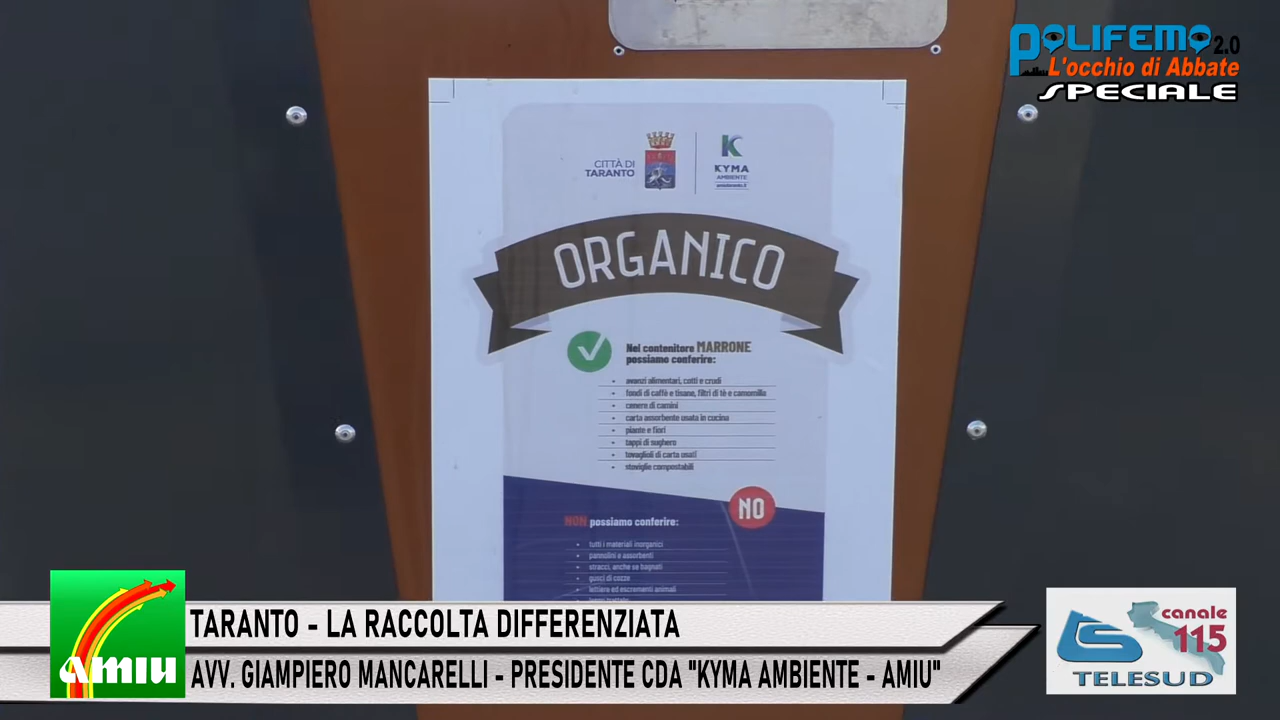 POLIFEMO 2.0
L'occhio di Abbate
SPECIALE
CITTÀ DI
TARANTO
KYMA
AMBIENTE
ORGANICO
Nel contenitore MARRONE
possiamo conferire:
avanzi alimentari, cotti e crudi
fondi di caffè e tisane, filtri di tè e camomilla
cenere di camini
carta assorbente usata in cucina
piante e fiori
tappi di sughero
tovaglioli di carta usati
stoviglie compostabili
NO
NON possiamo conferire:
tutti i materiali inorganici
pannolini e assorbenti
stracci, anche se bagnati
gusci di cozze
lettiere ed escrementi animali
AMIU
TARANTO - LA RACCOLTA DIFFERENZIATA
AVV. GIAMPIERO MANCARELLI - PRESIDENTE CDA "KYMA AMBIENTE - AMIU"
canale
115
TELESUD